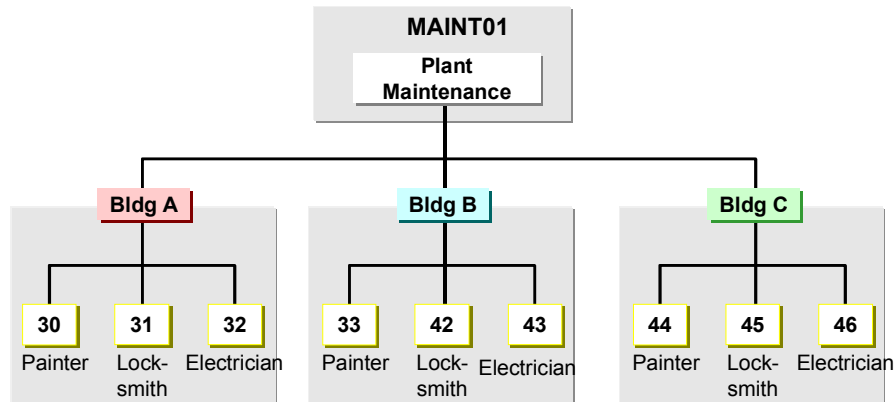 MAINT01
Plant
Maintenance
Bldg A
Bldg B
Bldg C
30
31
32
33
42
43
44
45
46
Painter
Lock-
smith
Electrician
Painter
Lock-
smith
Electrician
Painter
Lock-
smith
Electrician